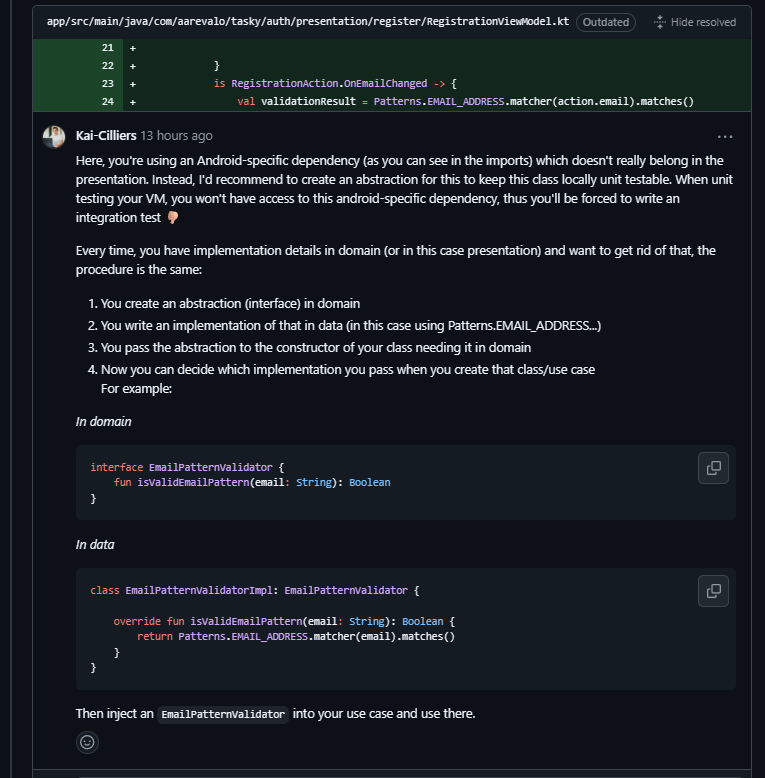 app/src/main/java/com/aarevalo/tasky/auth/presentation/register/RegistrationViewModel.kt Outdated Hide resolved
21 +
22 + }
23 + is RegistrationAction.OnEmailChanged -> {
24 + val validationResult = Patterns.EMAIL_ADDRESS.matcher(action.email).matches()
Kai-Cilliers 13 hours ago
Here, you're using an Android-specific dependency (as you can see in the imports) which doesn't really belong in the
presentation. Instead, I'd recommend to create an abstraction for this to keep this class locally unit testable. When unit
testing your VM, you won't have access to this android-specific dependency, thus you'll be forced to write an
integration test 👎🏼
Every time, you have implementation details in domain (or in this case presentation) and want to get rid of that, the
procedure is the same:
1. You create an abstraction (interface) in domain
2. You write an implementation of that in data (in this case using Patterns.EMAIL_ADDRESS...)
3. You pass the abstraction to the constructor of your class needing it in domain
4. Now you can decide which implementation you pass when you create that class/use case
For example:
In domain
interface EmailPatternValidator {
fun isValidEmailPattern(email: String): Boolean
}
In data
class EmailPatternValidatorImpl: EmailPatternValidator {
override fun isValidEmailPattern(email: String): Boolean {
return Patterns.EMAIL_ADDRESS.matcher(email).matches()
}
}
Then inject an EmailPatternValidator into your use case and use there.